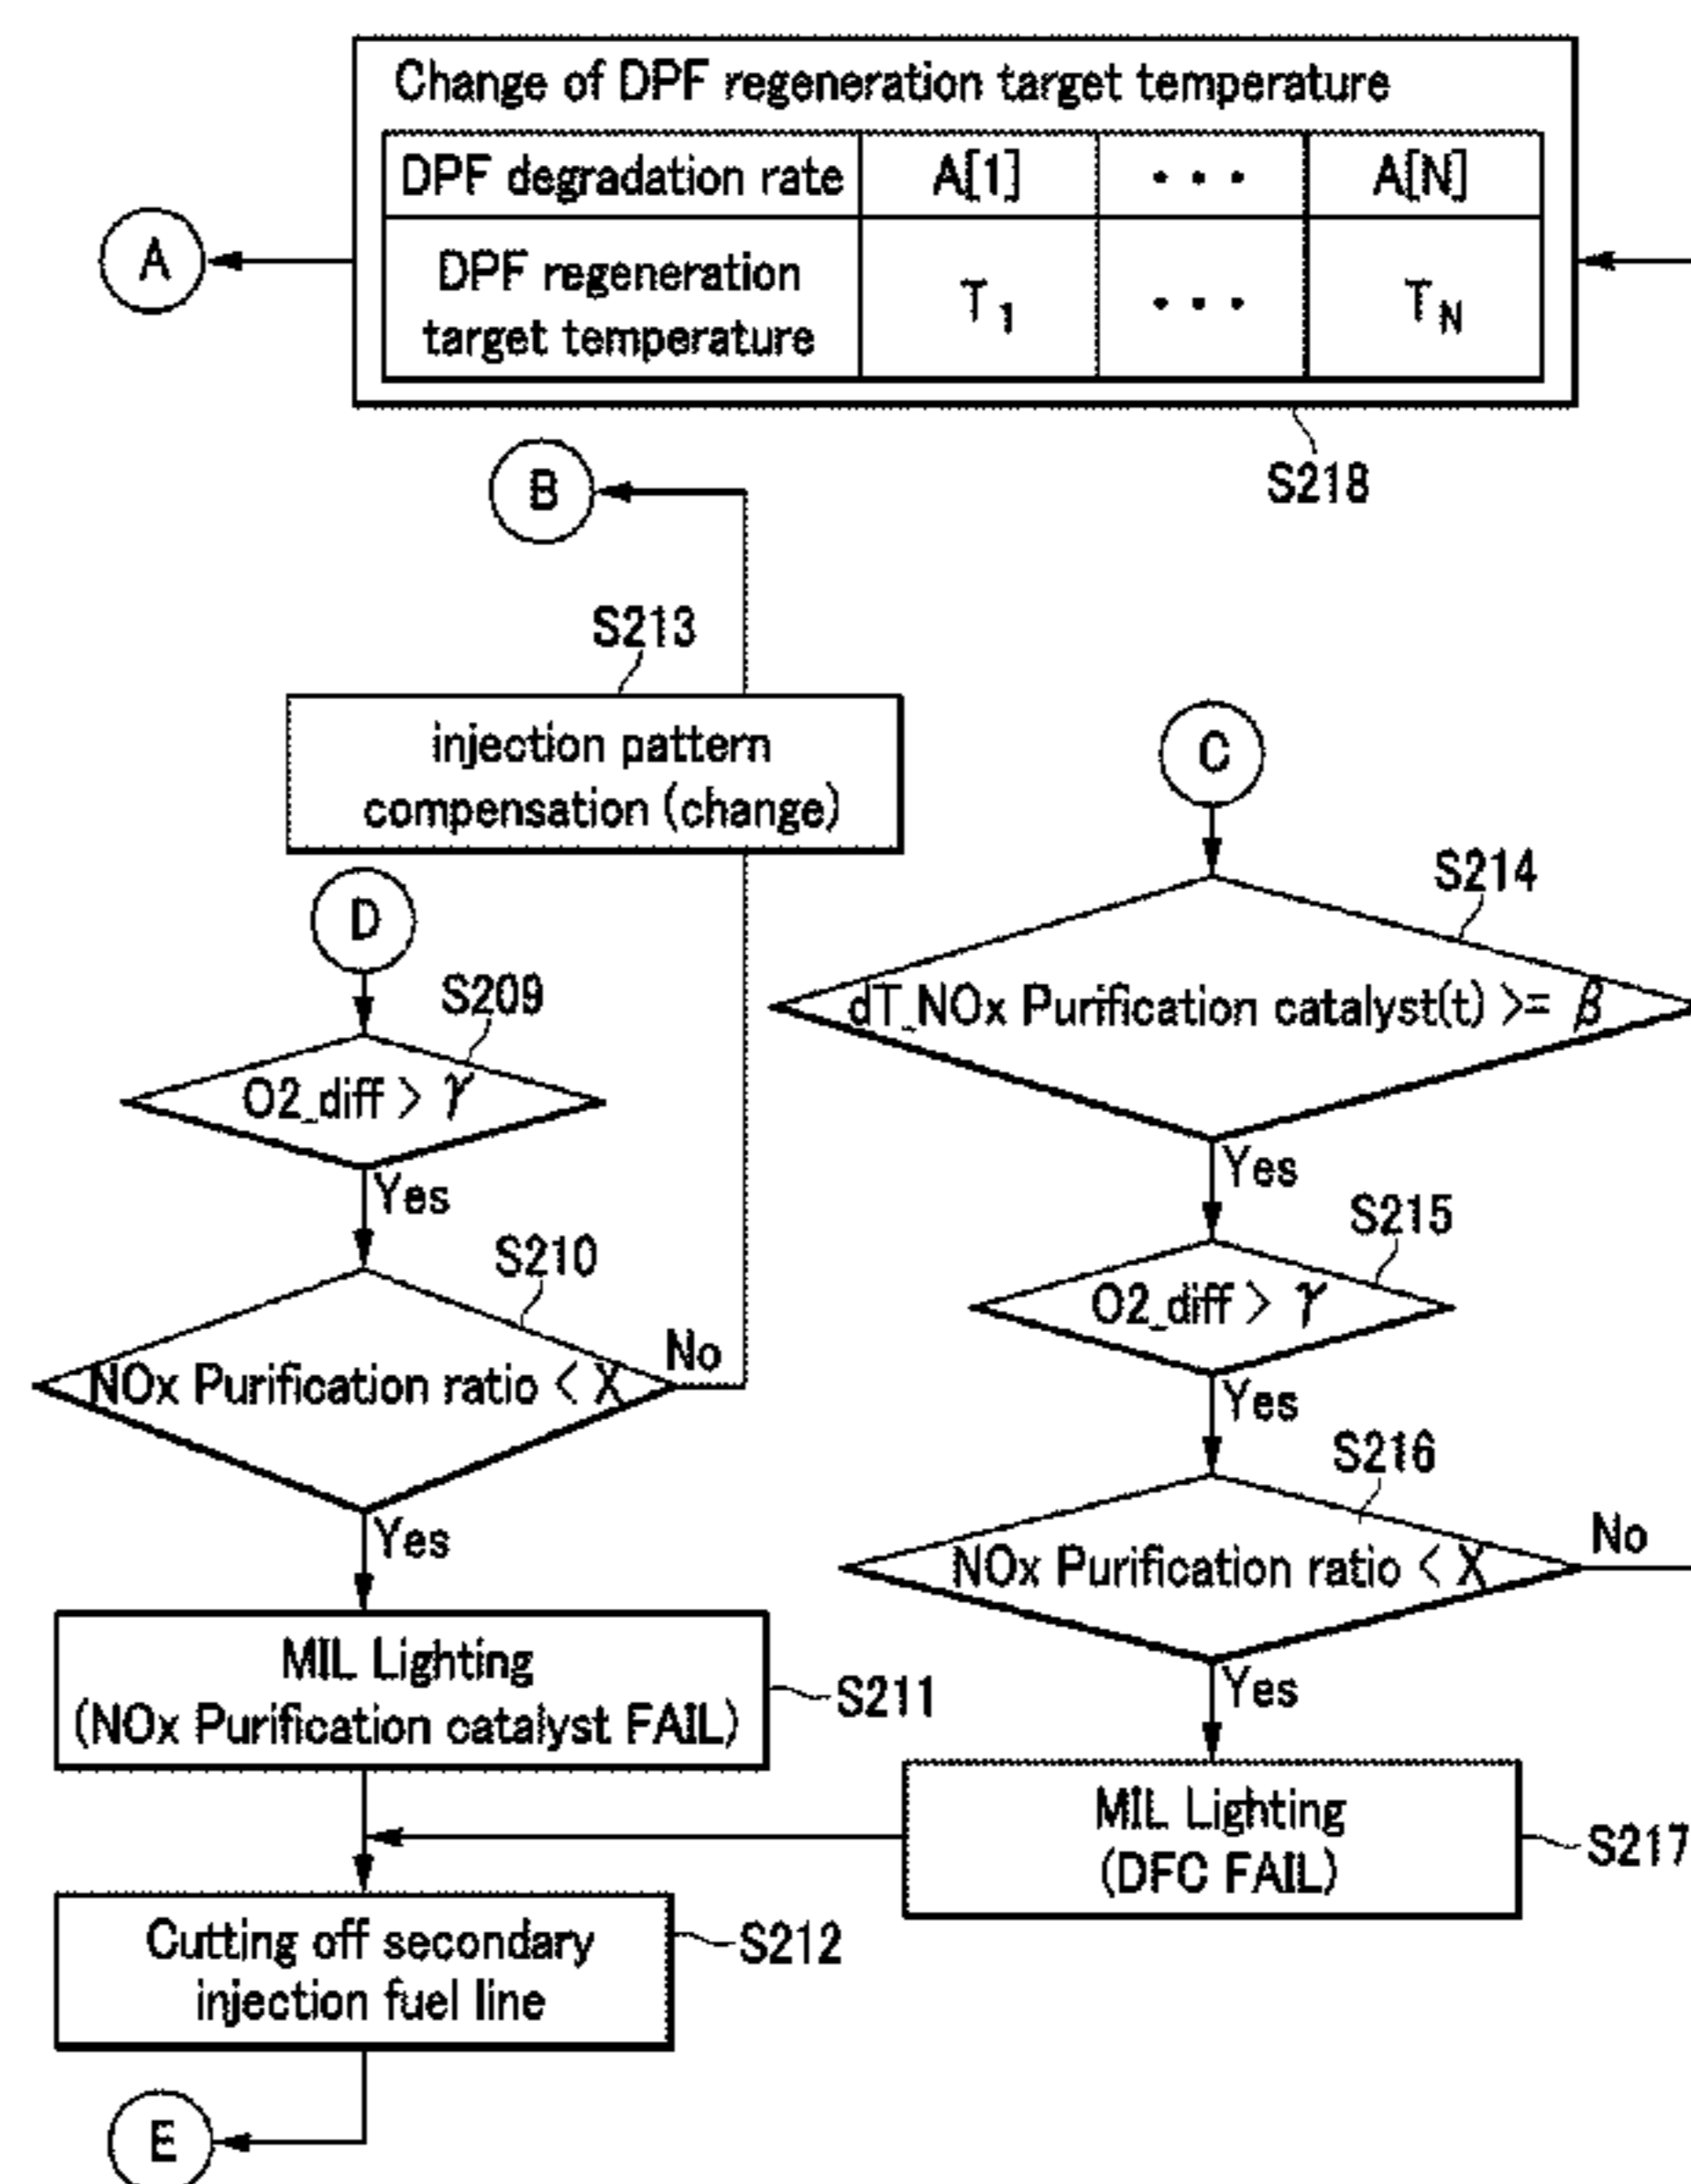 Change of DPF regeneration target temperature
DPF degradation rate A[1] ··· A[N]
DPF regeneration
target temperature
T1 ··· TN
A
S218
B
S213
injection pattern
compensation (change)
C
D
S214
dT_NOx Purification catalyst(t) >= β
S209
O2_diff > γ
Yes
Yes
S210
NOx Purification ratio < X
No
S215
O2_diff > γ
Yes
S216
NOx Purification ratio < X
No
Yes
Yes
MIL Lighting
(NOx Purification catalyst FAIL)
S211
MIL Lighting
(DFC FAIL)
S217
Cutting off secondary
injection fuel line
S212
E